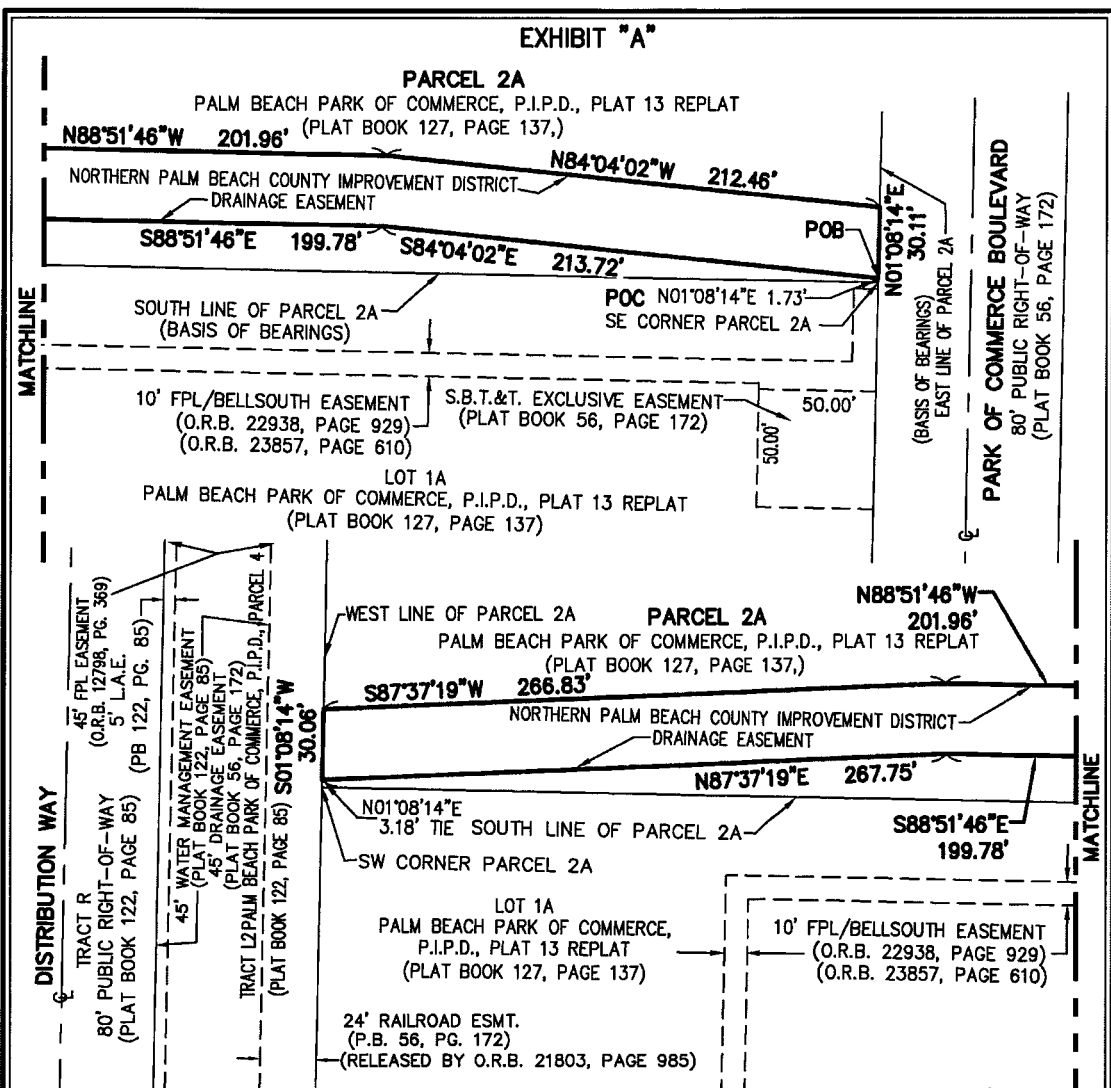 EXHIBIT "A"
PARCEL 2A
PALM BEACH PARK OF COMMERCE, P.I.P.D., PLAT 13 REPLAT
(PLAT BOOK 127, PAGE 137,)
N88°51'46"W 201.96'
N84°04'02"W 212.46'
NORTHERN PALM BEACH COUNTY IMPROVEMENT DISTRICT
DRAINAGE EASEMENT
S88°51'46"E 199.78'
S84°04'02"E 213.72'
POB
N01°08'14"E
30.11'
(BASIS OF BEARINGS)
EAST LINE OF PARCEL 2A
PARK OF COMMERCE BOULEVARD
80' PUBLIC RIGHT-OF-WAY
(PLAT BOOK 56, PAGE 172)
MATCHLINE
SOUTH LINE OF PARCEL 2A
(BASIS OF BEARINGS)
POC N01°08'14"E 1.73'
SE CORNER PARCEL 2A
10' FPL/BELLSOUTH EASEMENT
(O.R.B. 22938, PAGE 929)
(O.R.B. 23857, PAGE 610)
S.B.T.&T. EXCLUSIVE EASEMENT
(PLAT BOOK 56, PAGE 172)
50.00'
50.00'
LOT 1A
PALM BEACH PARK OF COMMERCE, P.I.P.D., PLAT 13 REPLAT
(PLAT BOOK 127, PAGE 137)
℄
DISTRIBUTION WAY
℄
TRACT R
80' PUBLIC RIGHT-OF-WAY
(PLAT BOOK 122, PAGE 85)
45' FPL EASEMENT
(O.R.B. 12798, PG. 369)
5' L.A.E.
(PB 122, PG. 85)
45' WATER MANAGEMENT EASEMENT
(PLAT BOOK 122, PAGE 85)
45' DRAINAGE EASEMENT
(PLAT BOOK 56, PAGE 172)
TRACT L2 PALM BEACH PARK OF COMMERCE, P.I.P.D., PARCEL 4
(PLAT BOOK 122, PAGE 85)
S01°08'14"W
30.06'
WEST LINE OF PARCEL 2A
PARCEL 2A
PALM BEACH PARK OF COMMERCE, P.I.P.D., PLAT 13 REPLAT
(PLAT BOOK 127, PAGE 137,)
N88°51'46"W
201.96'
S87°37'19"W 266.83'
NORTHERN PALM BEACH COUNTY IMPROVEMENT DISTRICT
DRAINAGE EASEMENT
N87°37'19"E 267.75'
N01°08'14"E
3.18' TIE SOUTH LINE OF PARCEL 2A
S88°51'46"E
199.78'
MATCHLINE
SW CORNER PARCEL 2A
LOT 1A
PALM BEACH PARK OF COMMERCE,
P.I.P.D., PLAT 13 REPLAT
(PLAT BOOK 127, PAGE 137)
10' FPL/BELLSOUTH EASEMENT
(O.R.B. 22938, PAGE 929)
(O.R.B. 23857, PAGE 610)
24' RAILROAD ESMT.
(P.B. 56, PG. 172)
(RELEASED BY O.R.B. 21803, PAGE 985)